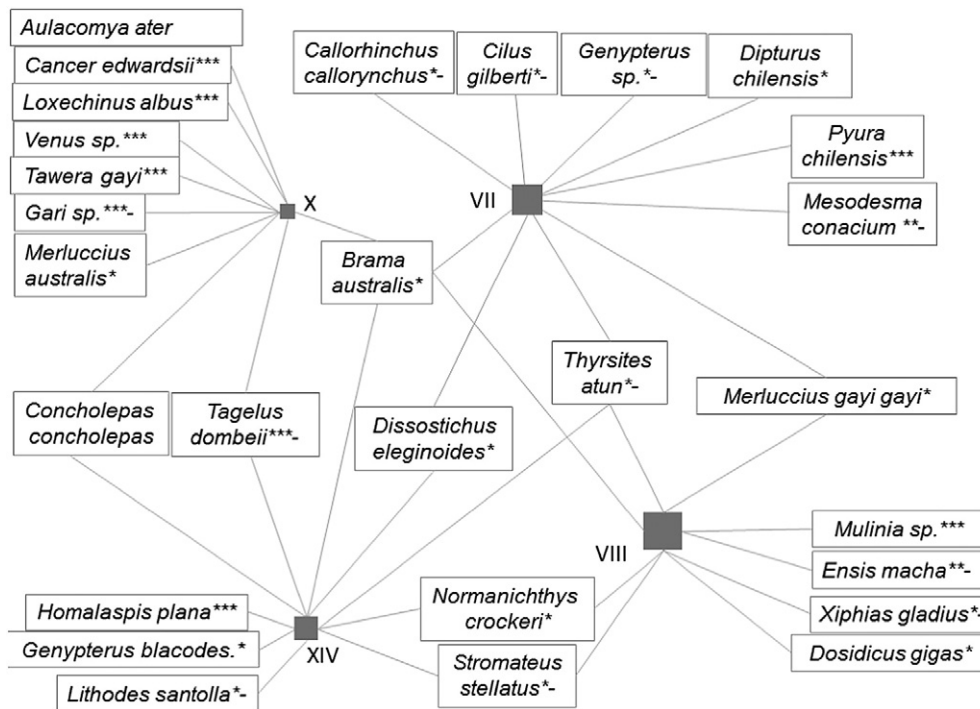 Aulacomya ater
Cancer edwardsii***
Loxechinus albus***
Venus sp.***
Tawera gayi***
Gari sp.***-
Merluccius
australis*
X
Callorhinchus
callorynchus*-
Cilus
gilberti*-
Genypterus
sp.*-
Dipturus
chilensis*
Pyura
chilensis***
Mesodesma
conacium **-
VII
Brama
australis*
Thyrsites
atun*-
Merluccius gayi gayi*
Concholepas
concholepas
Tagelus
dombeii***-
Dissostichus
eleginoides*
VIII
Mulinia sp.***
Ensis macha**-
Xiphias gladius*-
Dosidicus gigas*
Homalaspis plana***
Genypterus blacodes.*
Lithodes santolla*-
XIV
Normanichthys
crockeri*
Stromateus
stellatus*-